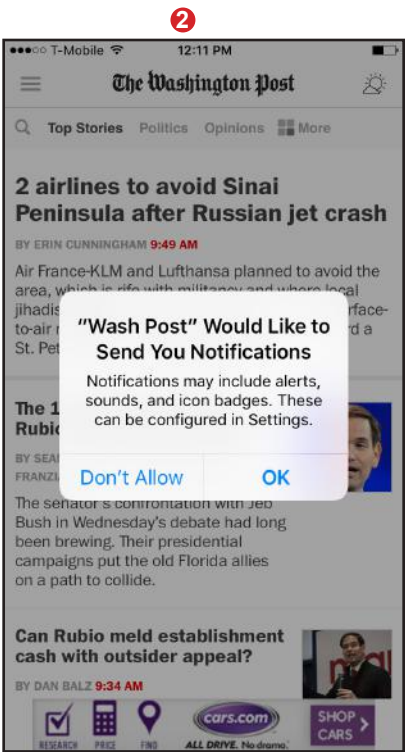 2
T-Mobile 12:11 PM
The Washington Post
Top Stories Politics Opinions More
2 airlines to avoid Sinai
Peninsula after Russian jet crash
BY ERIN CUNNINGHAM 9:49 AM
Air France-KLM and Lufthansa planned to avoid the
area, which is rife with militancy and where local
jihadis
to-air
St. Pet
"Wash Post" Would Like to
Send You Notifications
Notifications may include alerts,
sounds, and icon badges. These
can be configured in Settings.
Don't Allow OK
The 1
Rubio
BY SEA
FRANZI
The senator's confrontation with Jeb
Bush in Wednesday's debate had long
been brewing. Their presidential
campaigns put the old Florida allies
on a path to collide.
Can Rubio meld establishment
cash with outsider appeal?
BY DAN BALZ 9:34 AM
RESEARCH PRICE FIND
cars.com
ALL DRIVE. No drama.
SHOP
CARS